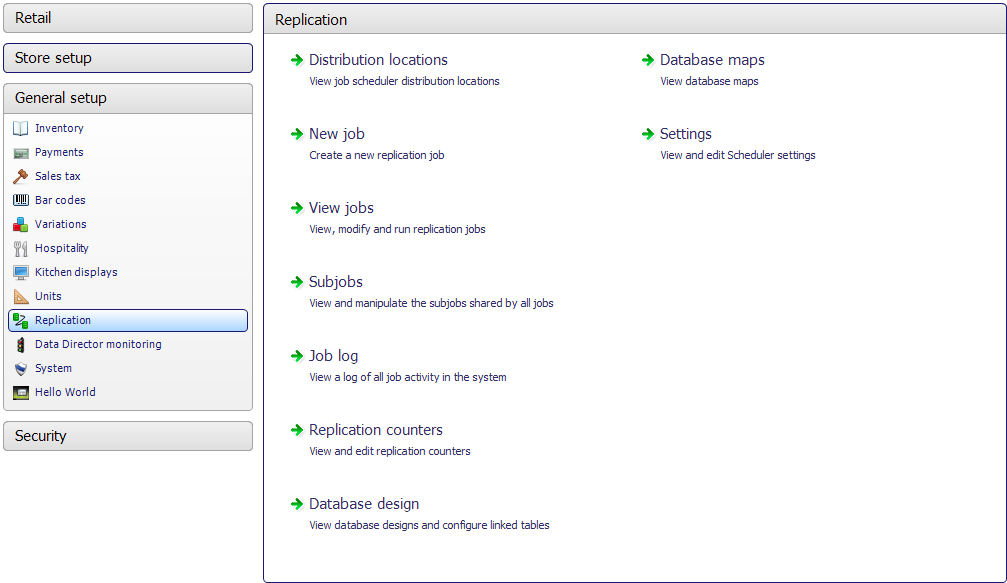 Retail
Store setup
General setup
Inventory
Payments
Sales tax
Bar codes
Variations
Hospitality
Kitchen displays
Units
Replication
Data Director monitoring
System
Hello World
Security
Replication
Distribution locations
View job scheduler distribution locations
New job
Create a new replication job
View jobs
View, modify and run replication jobs
Subjobs
View and manipulate the subjobs shared by all jobs
Job log
View a log of all job activity in the system
Replication counters
View and edit replication counters
Database design
View database designs and configure linked tables
Database maps
View database maps
Settings
View and edit Scheduler settings